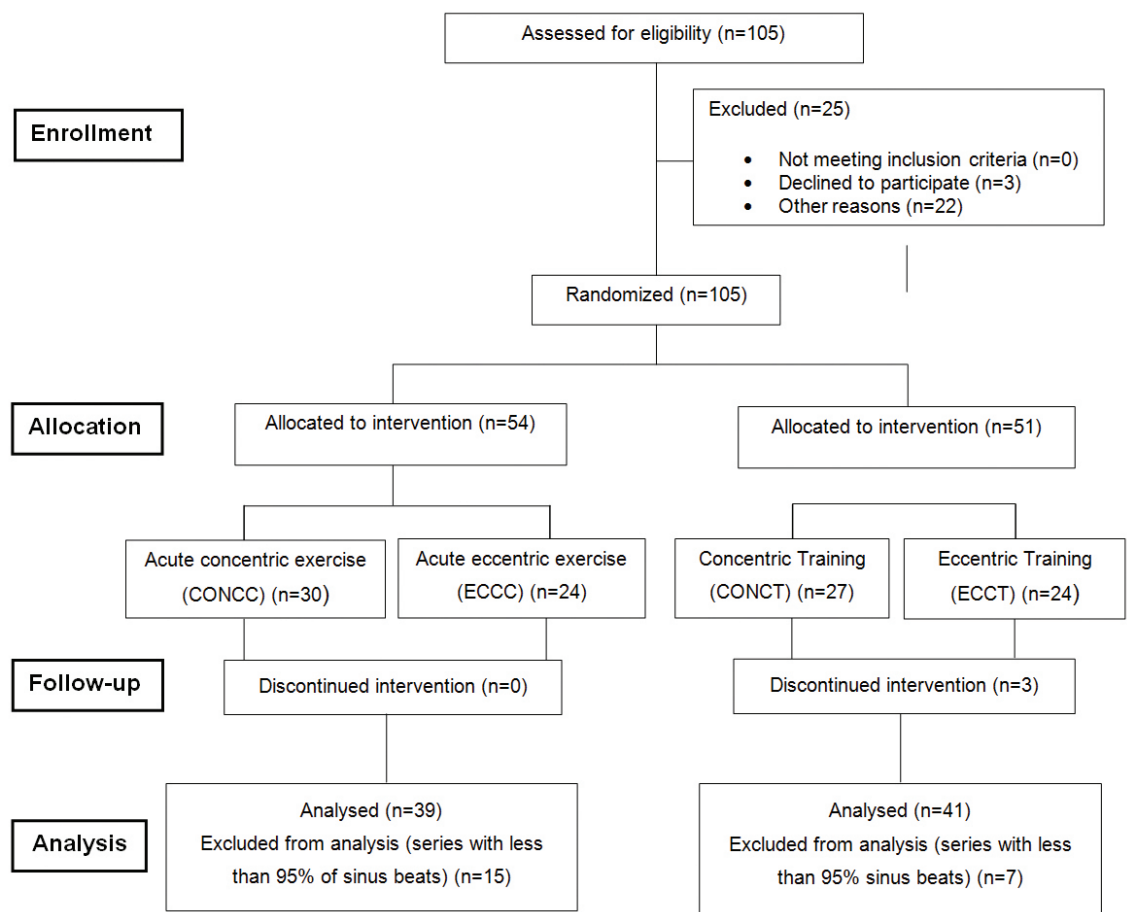 Assessed for eligibility (n=105)
Enrollment
Excluded (n=25)
• Not meeting inclusion criteria (n=0)
• Declined to participate (n=3)
• Other reasons (n=22)
Randomized (n=105)
Allocation
Allocated to intervention (n=54)
Allocated to intervention (n=51)
Acute concentric exercise
(CONCC) (n=30)
Acute eccentric exercise
(ECCC) (n=24)
Concentric Training
(CONCT) (n=27)
Eccentric Training
(ECCT) (n=24)
Follow-up
Discontinued intervention (n=0)
Discontinued intervention (n=3)
Analysis
Analysed (n=39)
Excluded from analysis (series with less
than 95% of sinus beats) (n=15)
Analysed (n=41)
Excluded from analysis (series with less
than 95% sinus beats) (n=7)